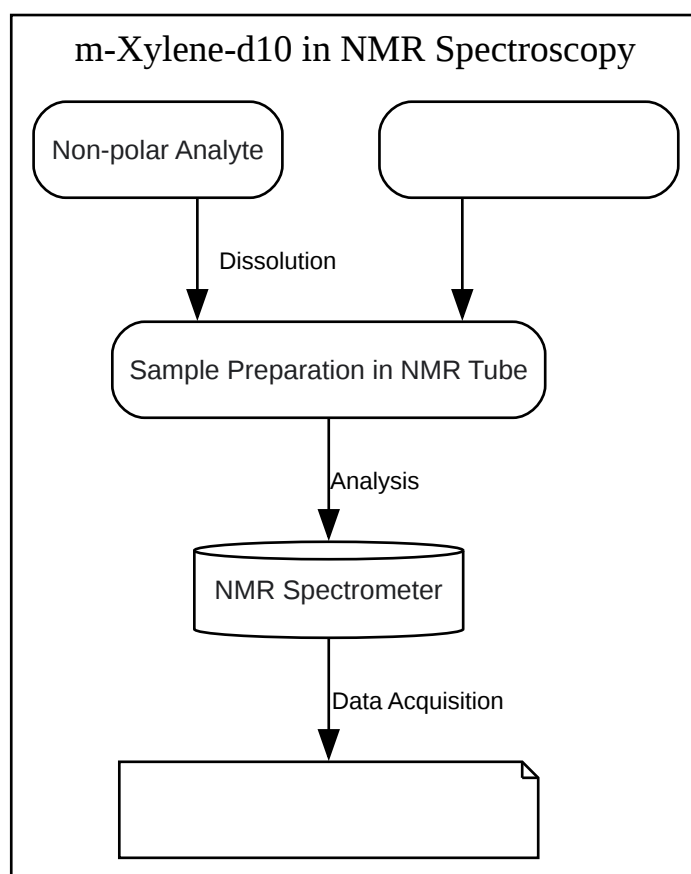 m-Xylene-d10 in NMR Spectroscopy
Non-polar Analyte
Dissolution
Sample Preparation in NMR Tube
Analysis
NMR Spectrometer
Data Acquisition